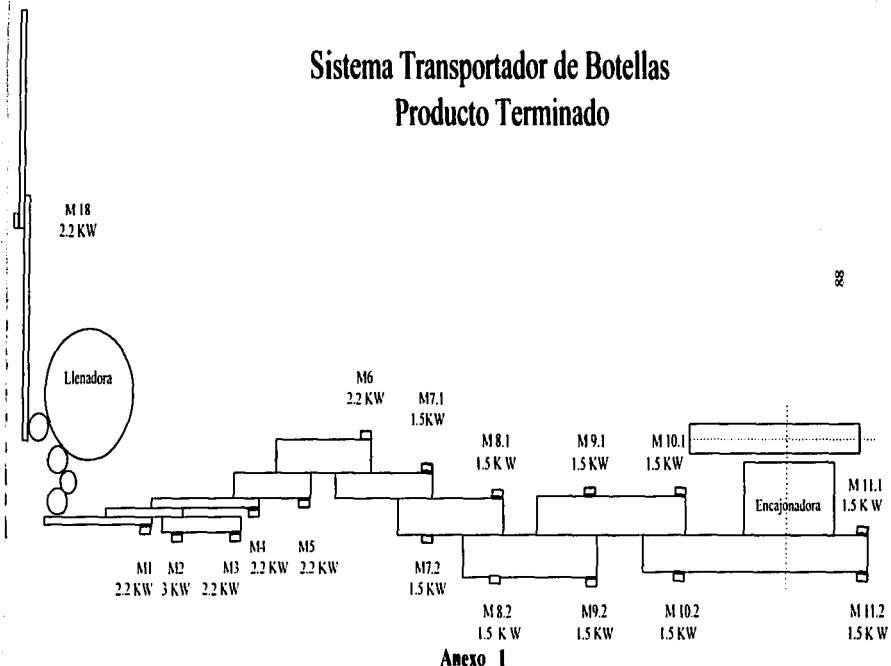 Sistema Transportador de Botellas
Producto Terminado
M 18
2.2 KW
88
Llenadora
M6
2.2 KW
M7.1
1.5KW
M 8.1
1.5 K W
M 9.1
1.5 KW
M 10.1
1.5 KW
M 11.1
1.5 K W
Encajonadora
M1
2.2 KW
M2
3 KW
M3
2.2 KW
M4
2.2 KW
M5
2.2 KW
M7.2
1.5 KW
M 8.2
1.5 K W
M9.2
1.5 KW
M 10.2
1.5 KW
M 11.2
1.5 K W
Anexo 1